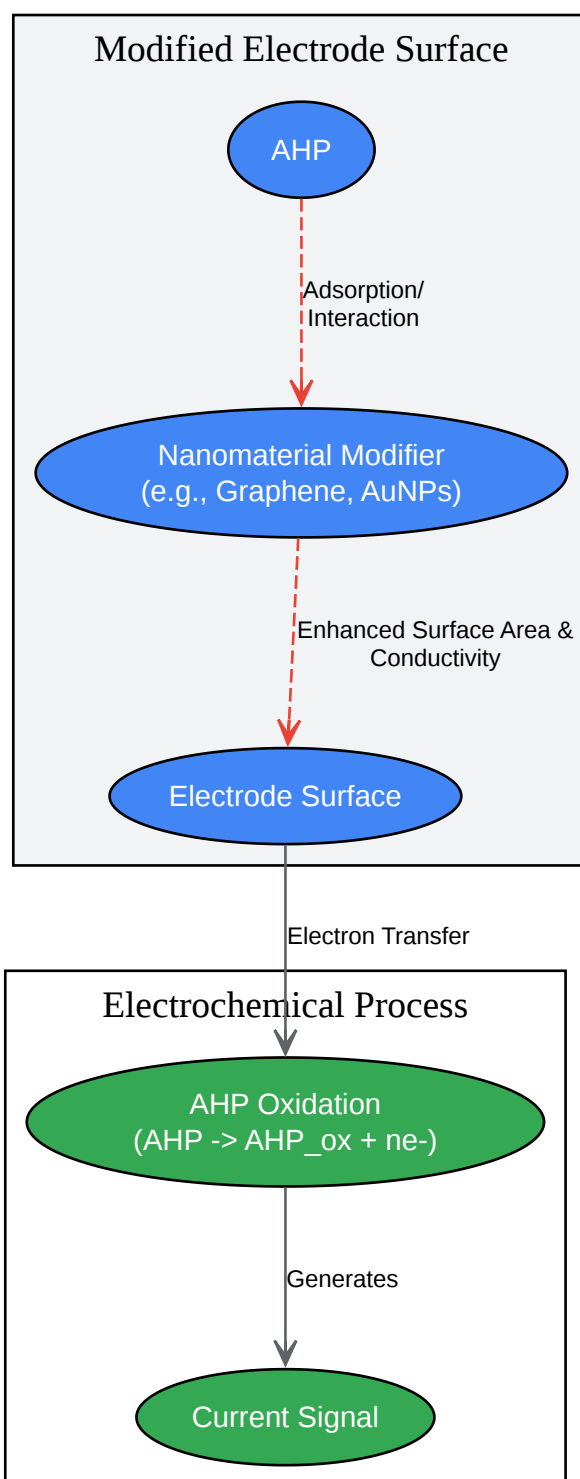 Modified Electrode Surface
AHP
Adsorption/
Interaction
Nanomaterial Modifier
(e.g., Graphene, AuNPs)
Enhanced Surface Area &
Conductivity
Electrode Surface
Electron Transfer
Electrochemical Process
AHP Oxidation
(AHP -> AHP_ox + ne-)
Generates
Current Signal